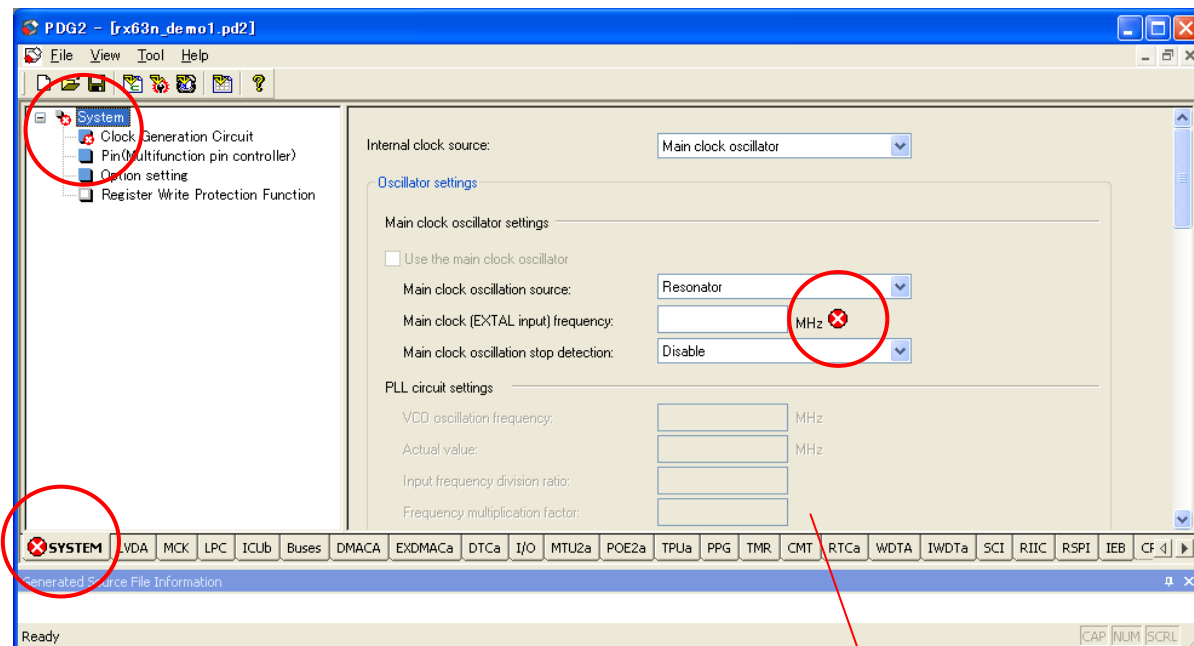 PDG2 - [rx63n_demo1.pd2]
File View Tool Help
System
Clock Generation Circuit
Pin(Multifunction pin controller)
Option setting
Register Write Protection Function
Internal clock source: Main clock oscillator
Oscillator settings
Main clock oscillator settings
Use the main clock oscillator
Main clock oscillation source: Resonator
Main clock (EXTAL input) frequency: MHz
Main clock oscillation stop detection: Disable
PLL circuit settings
VCO oscillation frequency: MHz
Actual value: MHz
Input frequency division ratio:
Frequency multiplication factor:
SYSTEM LVDA MCK LPC ICUb Buses DMACA EXDMACa DTCa I/O MTU2a POE2a TPUa PPG TMR CMT RTCa WDTA IWDTa SCI RIIC RSPI IEB
Generated Source File Information
Ready CAP NUM SCRL